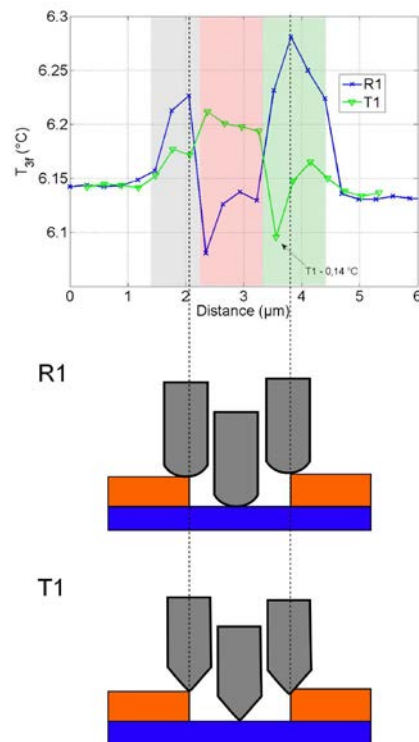 6.3
6.25
6.2
6.15
6.1
T3f (°C)
R1
T1
T1 - 0,14 °C
0 1 2 3 4 5 6
Distance (µm)
R1
T1